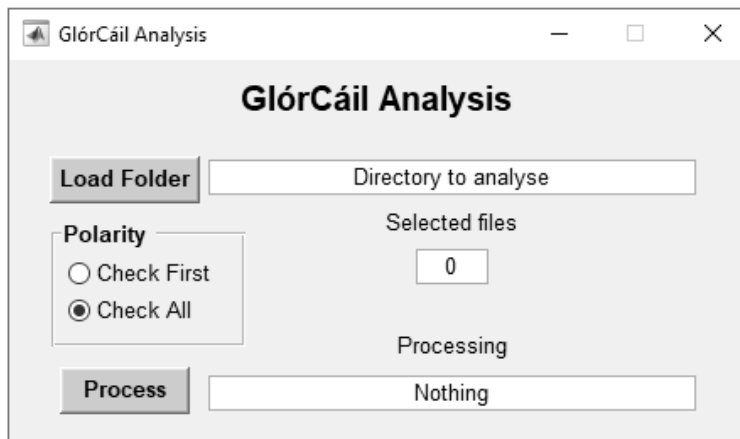 GlórCáil Analysis
GlórCáil Analysis
Load Folder
Directory to analyse
Selected files
Polarity
0
Check First
Check All
Processing
Process
Nothing